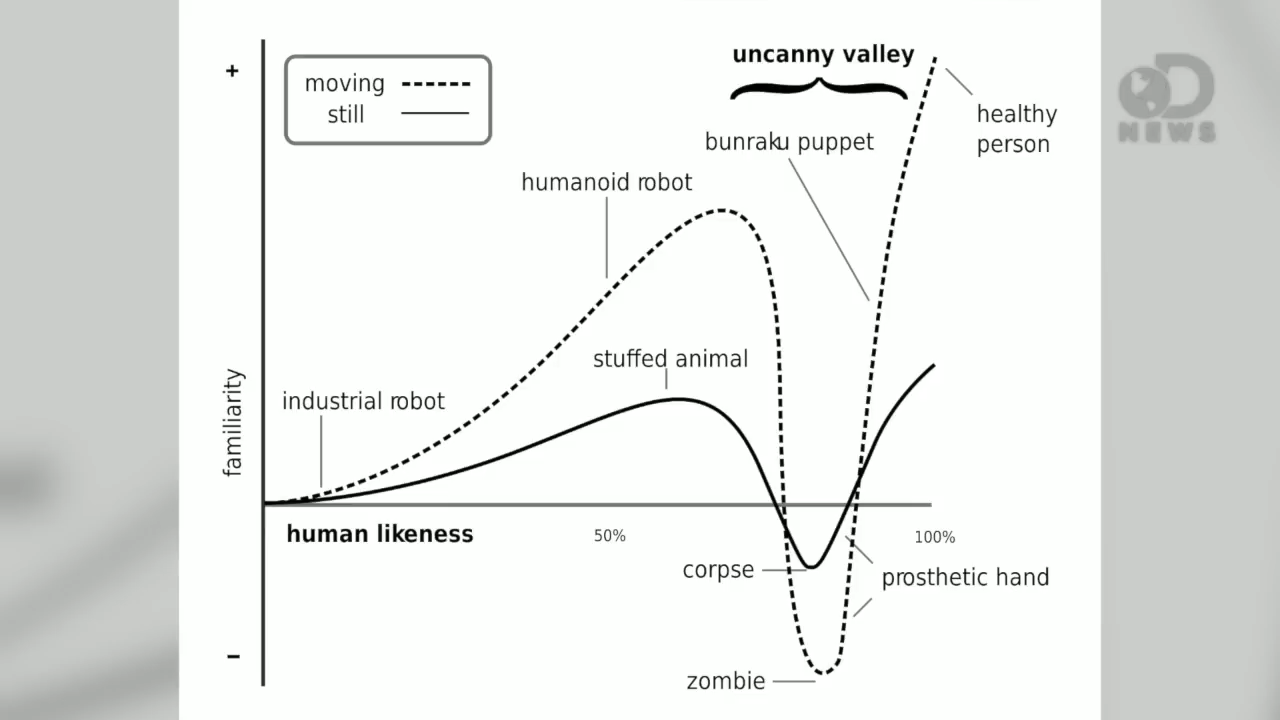 uncanny valley
+
moving
still
D
NEWS
healthy
person
bunraku puppet
humanoid robot
stuffed animal
industrial robot
familiarity
human likeness
50%
100%
corpse
prosthetic hand
−
zombie